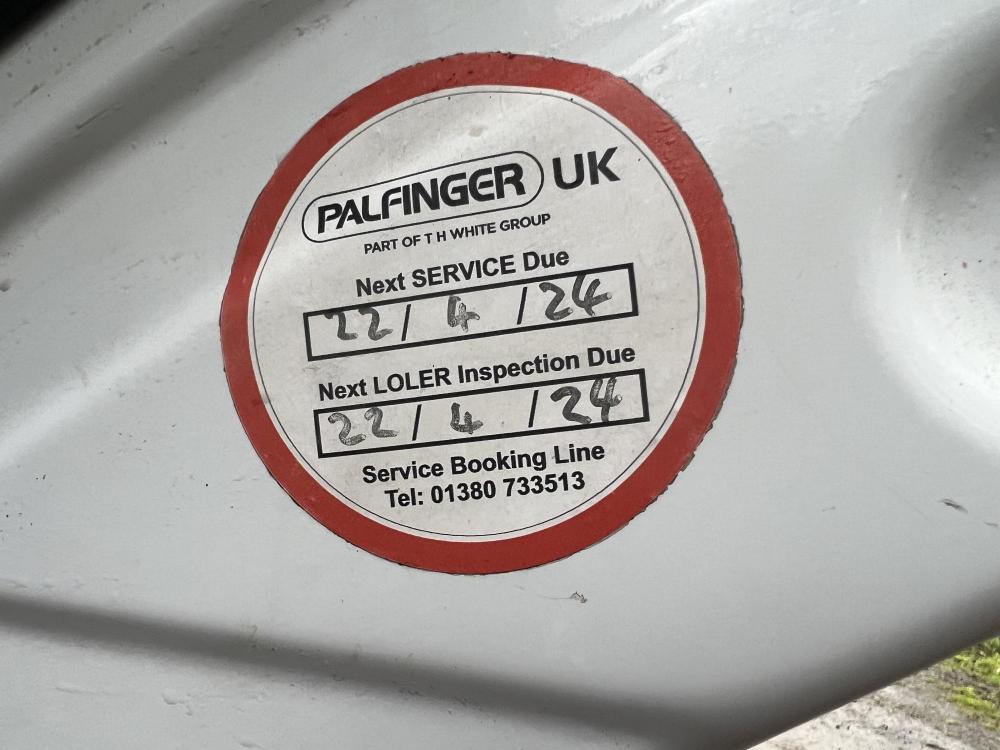 PALFINGER UK
PART OF T H WHITE GROUP
Next SERVICE Due
22 / 4 / 24
Next LOLER Inspection Due
22 / 4 / 24
Service Booking Line
Tel: 01380 733513